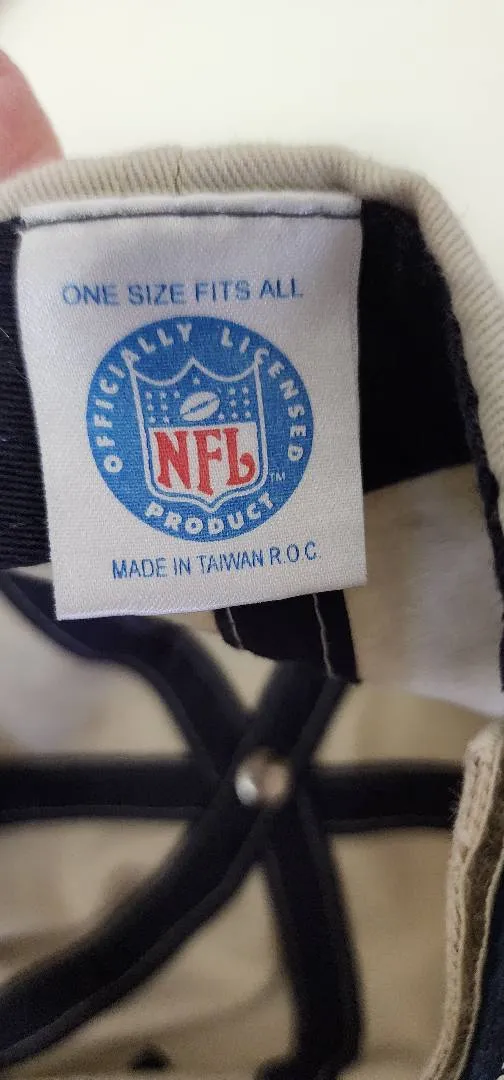 ONE SIZE FITS ALL
OFFICIALLY LICENSED
NFL
TM
PRODUCT
MADE IN TAIWAN R.O.C.